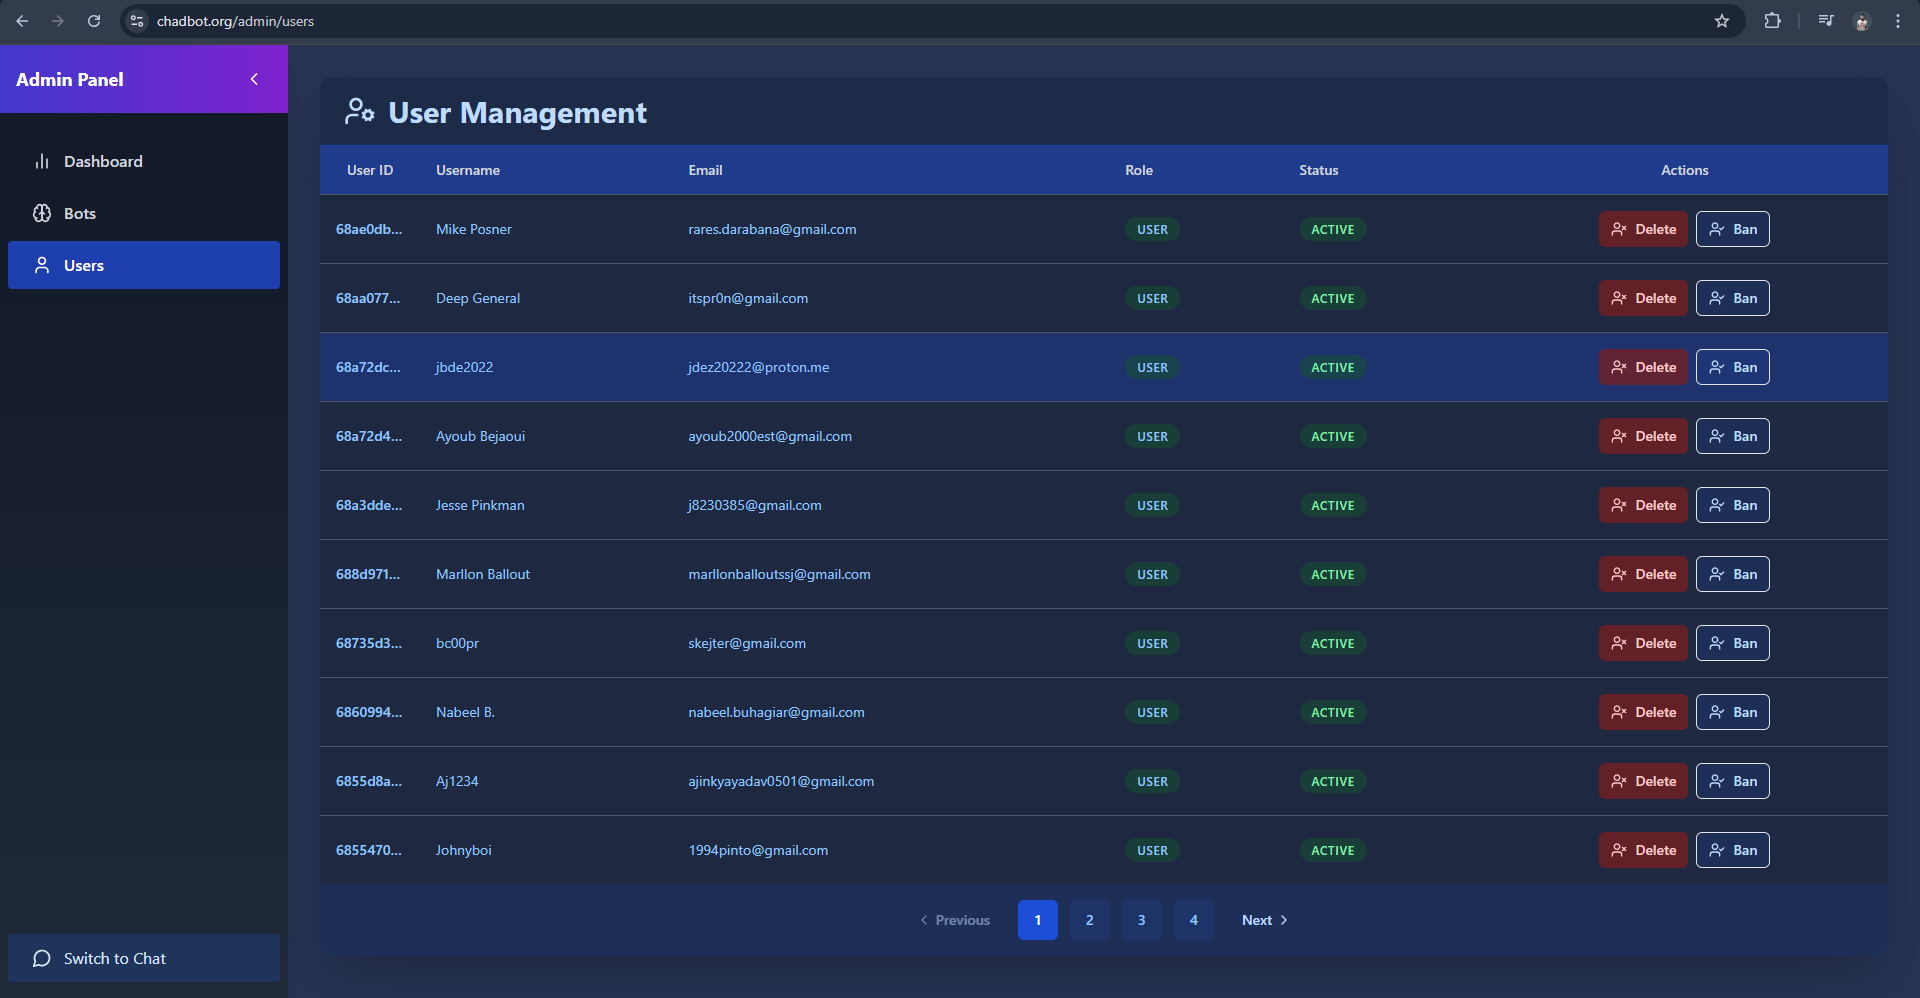 chadbot.org/admin/users
Admin Panel
Dashboard
Bots
Users
Switch to Chat
User Management
User ID Username Email Role Status Actions
68ae0db... Mike Posner rares.darabana@gmail.com USER ACTIVE Delete Ban
68aa077... Deep General itspr0n@gmail.com USER ACTIVE Delete Ban
68a72dc... jbde2022 jdez20222@proton.me USER ACTIVE Delete Ban
68a72d4... Ayoub Bejaoui ayoub2000est@gmail.com USER ACTIVE Delete Ban
68a3dde... Jesse Pinkman j8230385@gmail.com USER ACTIVE Delete Ban
688d971... Marllon Ballout marllonballoutssj@gmail.com USER ACTIVE Delete Ban
68735d3... bc00pr skejter@gmail.com USER ACTIVE Delete Ban
6860994... Nabeel B. nabeel.buhagiar@gmail.com USER ACTIVE Delete Ban
6855d8a... Aj1234 ajinkyayadav0501@gmail.com USER ACTIVE Delete Ban
6855470... Johnyboi 1994pinto@gmail.com USER ACTIVE Delete Ban
Previous 1 2 3 4 Next